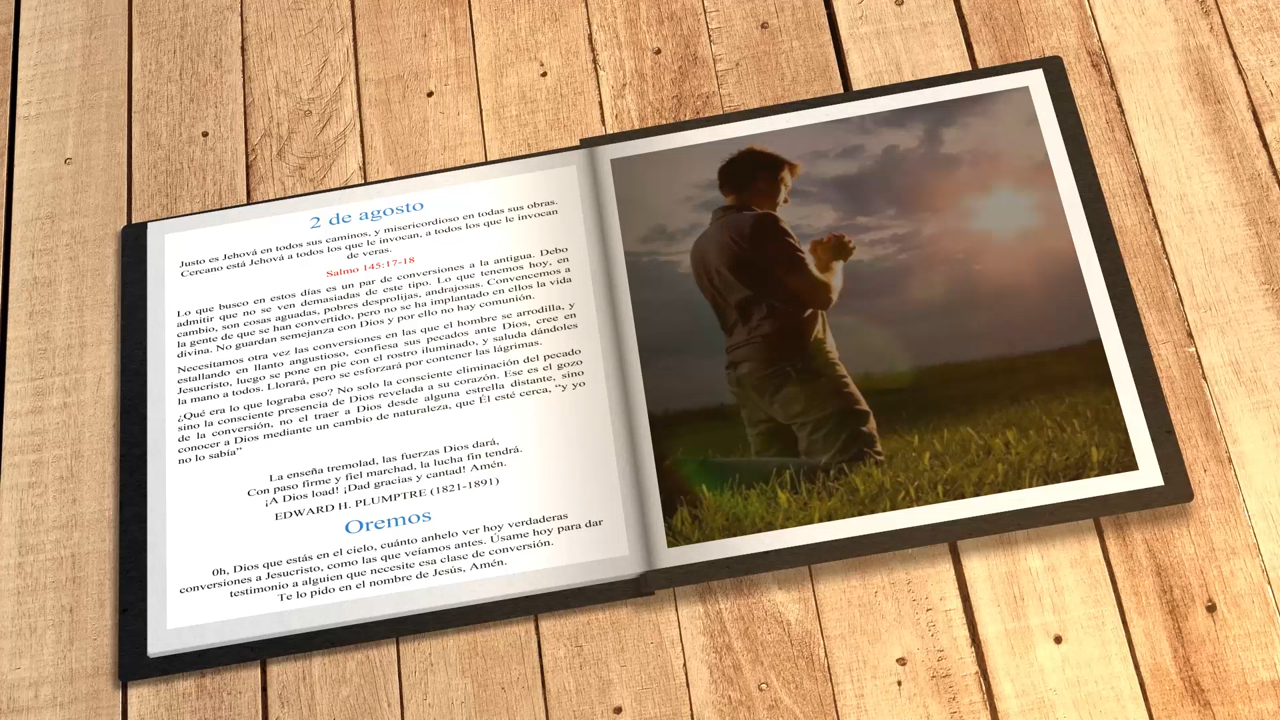 2 de agosto
Justo es Jehová en todos sus caminos, y misericordioso en todas sus obras.
Cercano está Jehová a todos los que le invocan, a todos los que le invocan
de veras.
Salmo 145:17-18
Lo que busco en estos días es un par de conversiones a la antigua. Debo
admitir que no se ven demasiadas de este tipo. Lo que tenemos hoy, en
cambio, son cosas aguadas, pobres desprolijas, andrajosas. Convencemos a
la gente de que se han convertido, pero no se ha implantado en ellos la vida
divina. No guardan semejanza con Dios y por ello no hay comunión.
Necesitamos otra vez las conversiones en las que el hombre se arrodilla, y
estallando en llanto angustioso, confiesa sus pecados ante Dios, cree en
Jesucristo, luego se pone en pie con el rostro iluminado, y saluda dándoles
la mano a todos. Llorará, pero se esforzará por contener las lágrimas.
¿Qué era lo que lograba eso? No solo la consciente eliminación del pecado
sino la consciente presencia de Dios revelada a su corazón. Ese es el gozo
de la conversión, no el traer a Dios desde alguna estrella distante, sino
conocer a Dios mediante un cambio de naturaleza, que Él esté cerca, “y yo
no lo sabía”
La enseña tremolad, las fuerzas Dios dará,
Con paso firme y fiel marchad, la lucha fin tendrá.
¡A Dios load! ¡Dad gracias y cantad! Amén.
EDWARD H. PLUMPTRE (1821-1891)
Oremos
0h, Dios que estás en el cielo, cuánto anhelo ver hoy verdaderas
conversiones a Jesucristo, como las que veíamos antes. Úsame hoy para dar
testimonio a alguien que necesite esa clase de conversión.
Te lo pido en el nombre de Jesús, Amén.